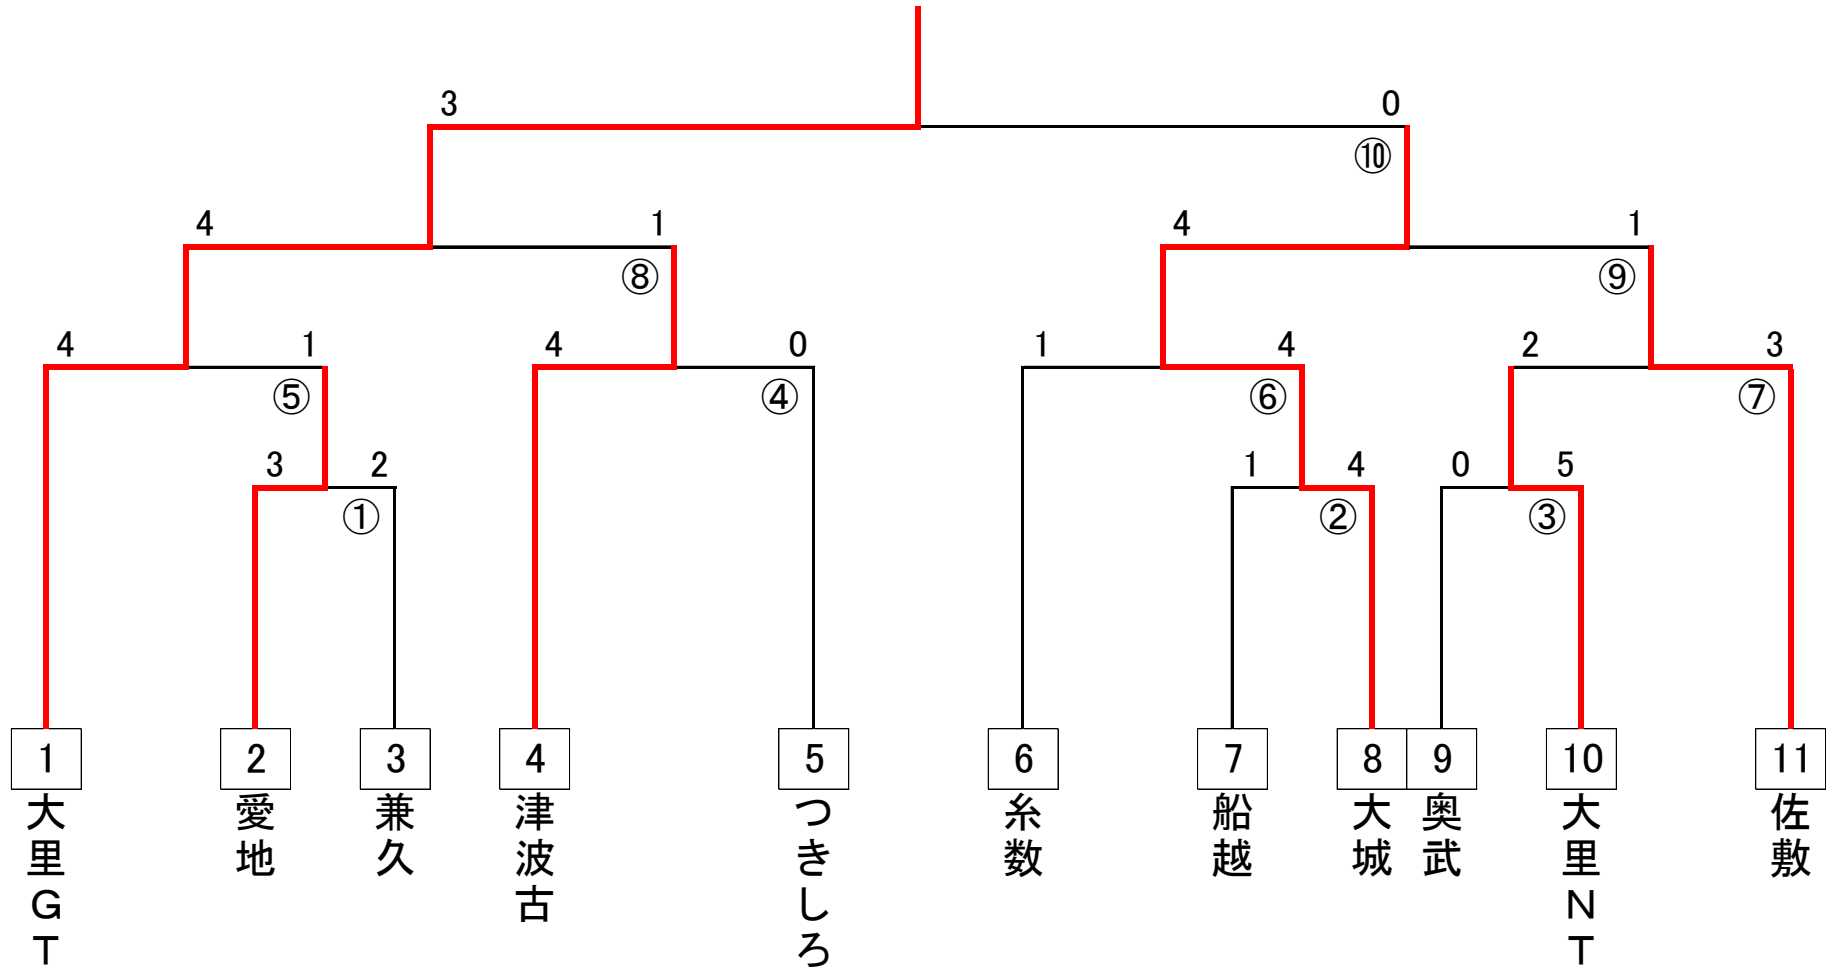 3 0
⑩
4 1 4 1
⑧ ⑨
4 1 4 0 1 4 2 3
⑤ ④ ⑥ ⑦
3 2 1 4 0 5
① ② ③
1 2 3 4 5 6 7 8 9 10 11
大里GT
愛地
兼久
津波古
つきしろ
糸数
船越
大城
奥武
大里NT
佐敷